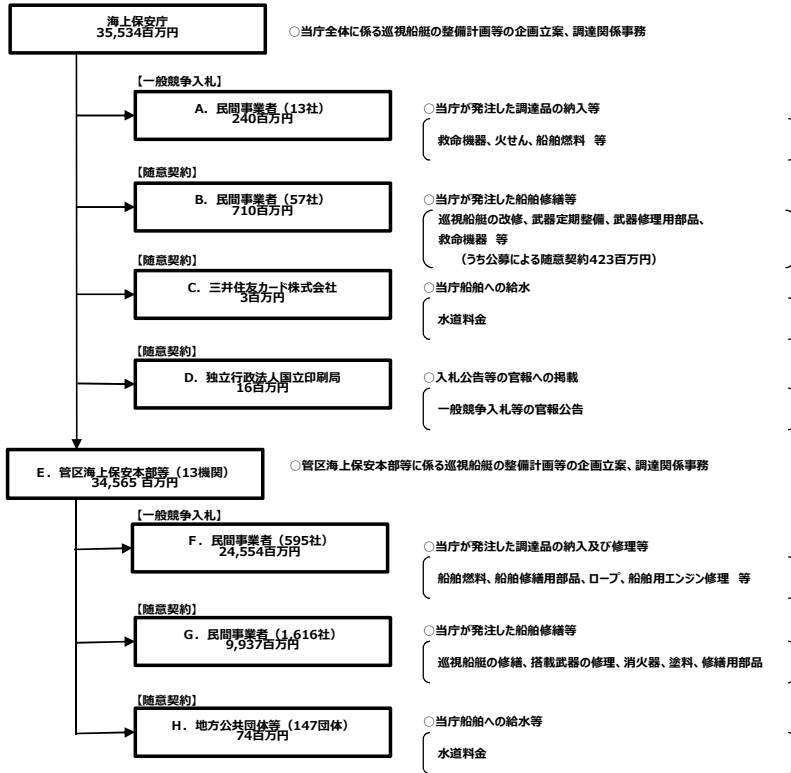 海上保安庁
35,534百万円
○当庁全体に係る巡視船艇の整備計画等の企画立案、調達関係事務
【一般競争入札】
A．民間事業者（13社）
240百万円
○当庁が発注した調達品の納入等
救命機器、火せん、船舶燃料　等
【随意契約】
B．民間事業者（57社）
710百万円
○当庁が発注した船舶修繕等
巡視船艇の改修、武器定期整備、武器修理用部品、
救命機器　等
（うち公募による随意契約423百万円）
【随意契約】
C．三井住友カード株式会社
3百万円
○当庁船舶への給水
水道料金
【随意契約】
D．独立行政法人国立印刷局
16百万円
○入札公告等の官報への掲載
一般競争入札等の官報公告
E．管区海上保安本部等（13機関）
34,565 百万円
○管区海上保安本部等に係る巡視船艇の整備計画等の企画立案、調達関係事務
【一般競争入札】
F．民間事業者（595社）
24,554百万円
○当庁が発注した調達品の納入及び修理等
船舶燃料、船舶修繕用部品、ロープ、船舶用エンジン修理　等
【随意契約】
G．民間事業者（1,616社）
9,937百万円
○当庁が発注した船舶修繕等
巡視船艇の修繕、搭載武器の修理、消火器、塗料、修繕用部品
【随意契約】
H．地方公共団体等（147団体）
74百万円
○当庁船舶への給水等
水道料金